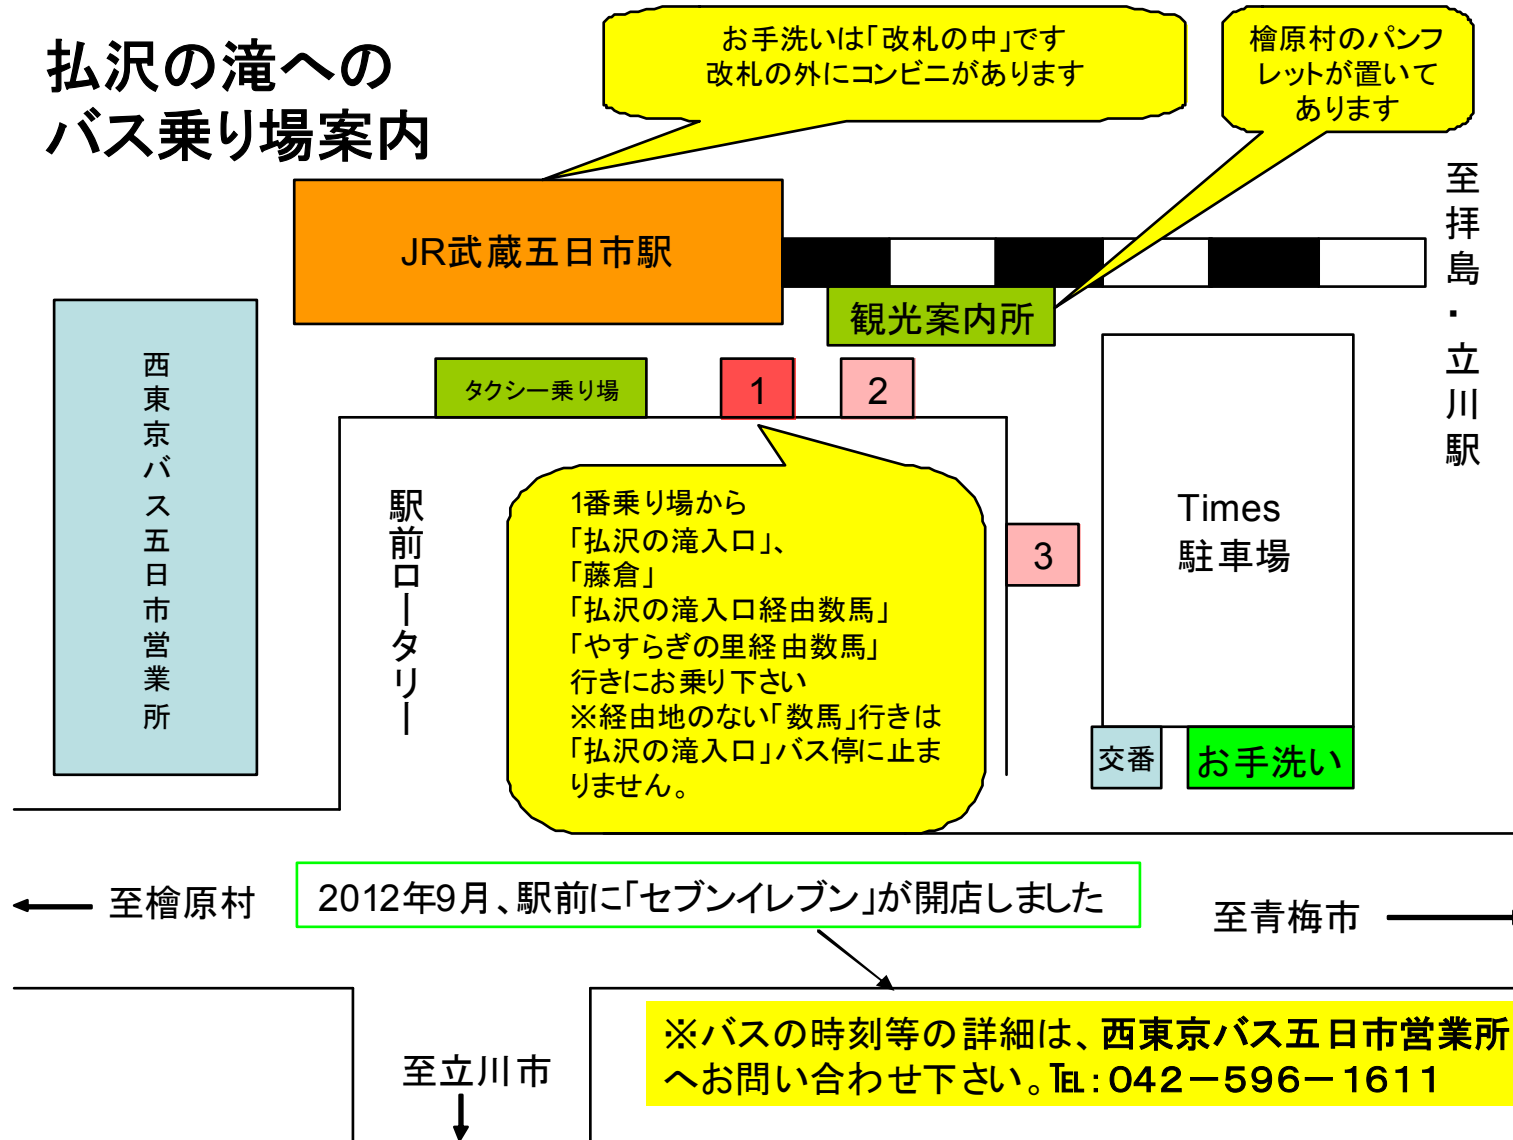 払沢の滝への
バス乗り場案内
お手洗いは「改札の中」です
改札の外にコンビニがあります
檜原村のパンフ
レットが置いて
あります
至拝島・立川駅
JR武蔵五日市駅
観光案内所
西東京バス五日市営業所
タクシー乗り場
1
2
駅前ロータリー
1番乗り場から
「払沢の滝入口」、
「藤倉」
「払沢の滝入口経由数馬」
「やすらぎの里経由数馬」
行きにお乗り下さい
※経由地のない「数馬」行きは
「払沢の滝入口」バス停に止ま
りません。
3
Times
駐車場
交番
お手洗い
至檜原村
2012年9月、駅前に「セブンイレブン」が開店しました
至青梅市
至立川市
※バスの時刻等の詳細は、西東京バス五日市営業所
へお問い合わせ下さい。℡:042－596－1611